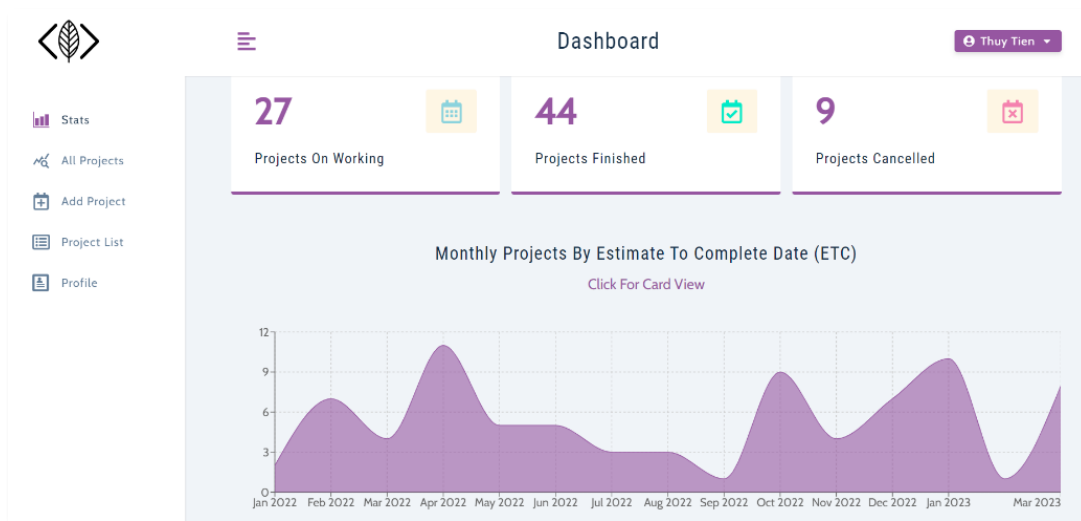 Dashboard
Thuy Tien
Stats
All Projects
Add Project
Project List
Profile
27
Projects On Working
44
Projects Finished
9
Projects Cancelled
Monthly Projects By Estimate To Complete Date (ETC)
Click For Card View
12
9
6
3
0
Jan 2022 Feb 2022 Mar 2022 Apr 2022 May 2022 Jun 2022 Jul 2022 Aug 2022 Sep 2022 Oct 2022 Nov 2022 Dec 2022 Jan 2023 Mar 2023